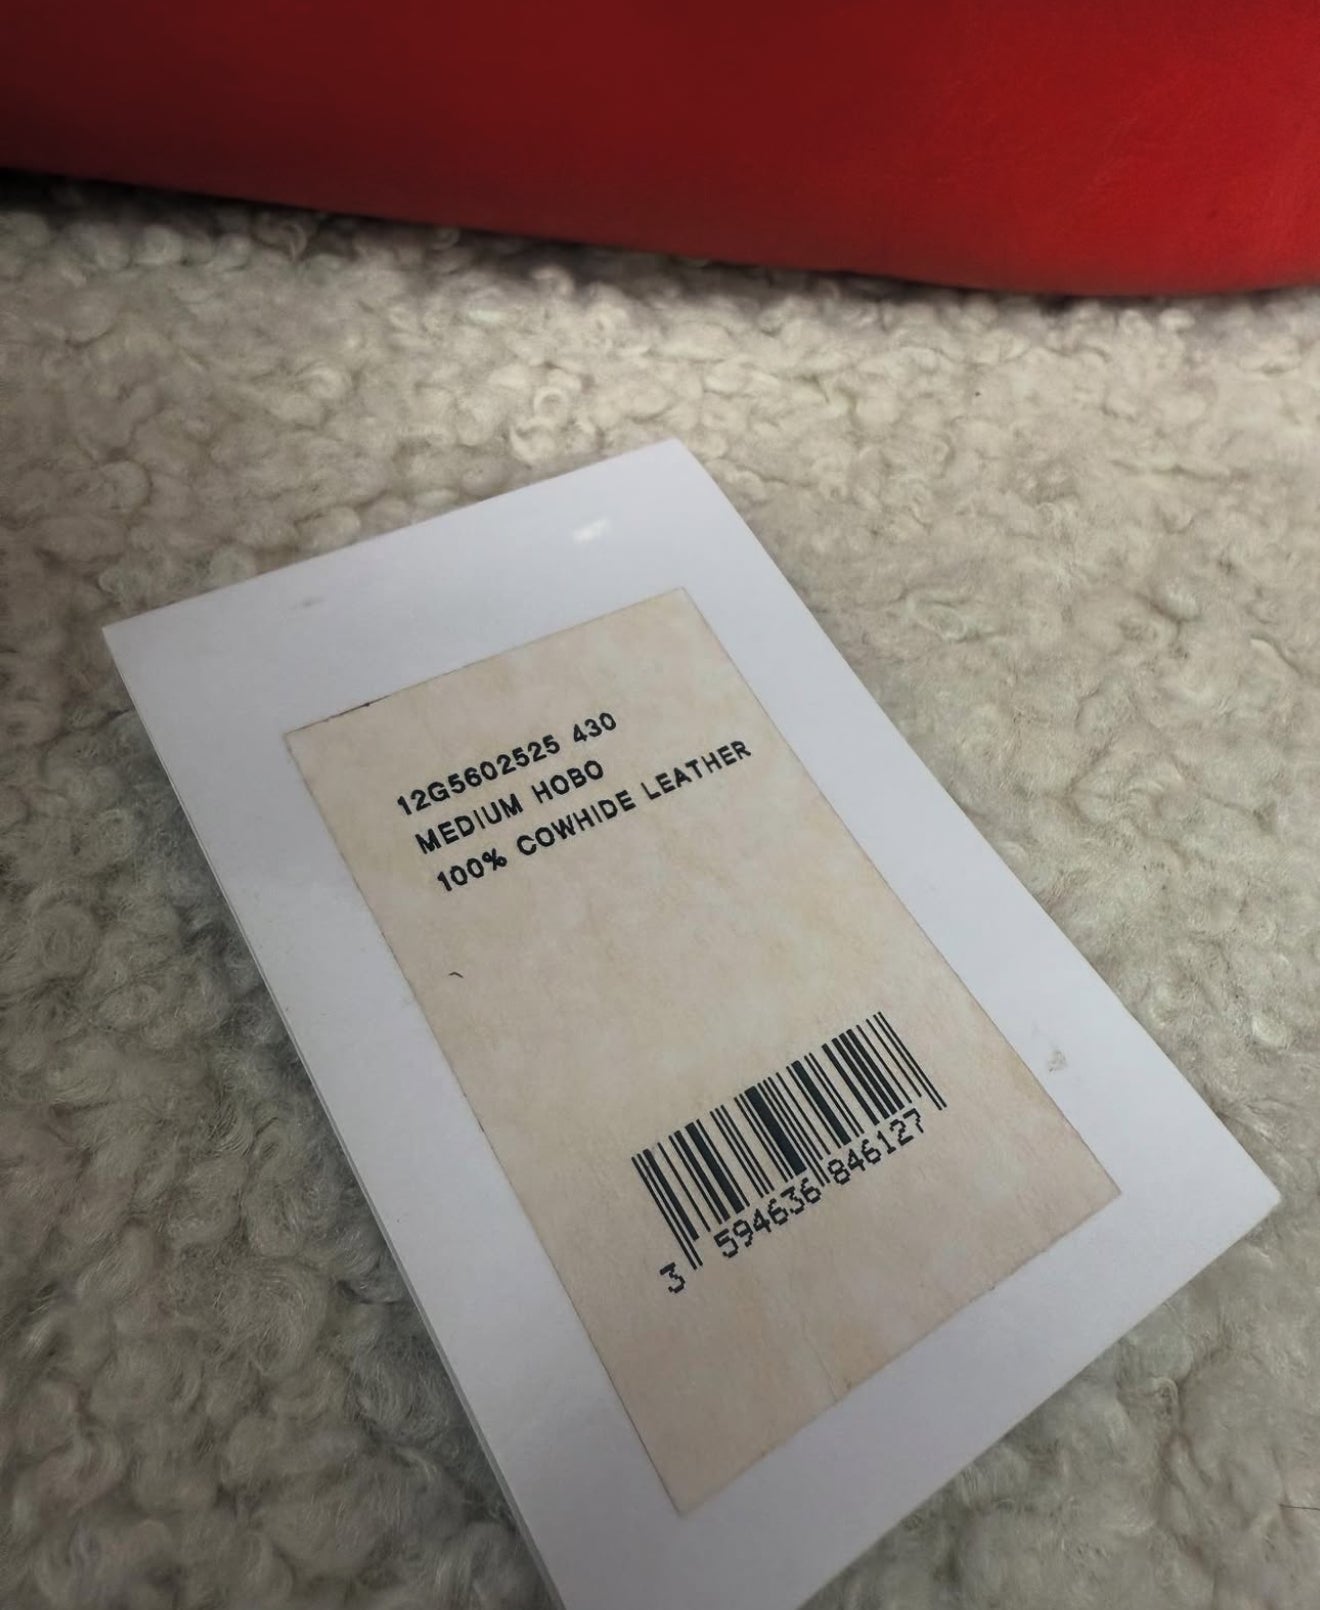 12G5602525 430
MEDIUM HOBO
100% COWHIDE LEATHER
3 594636 846127